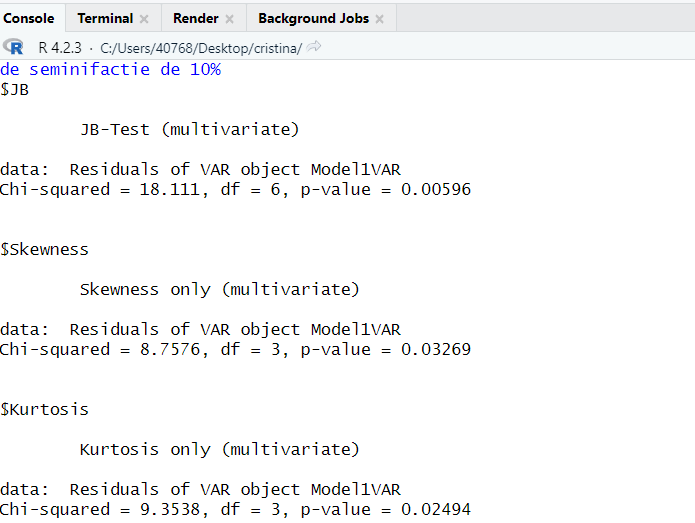 Console Terminal × Render × Background Jobs ×
R R 4.2.3 · C:/Users/40768/Desktop/cristina/
de seminifactie de 10%
$JB
JB-Test (multivariate)
data: Residuals of VAR object Model1VAR
Chi-squared = 18.111, df = 6, p-value = 0.00596
$Skewness
Skewness only (multivariate)
data: Residuals of VAR object Model1VAR
Chi-squared = 8.7576, df = 3, p-value = 0.03269
$Kurtosis
Kurtosis only (multivariate)
data: Residuals of VAR object Model1VAR
Chi-squared = 9.3538, df = 3, p-value = 0.02494